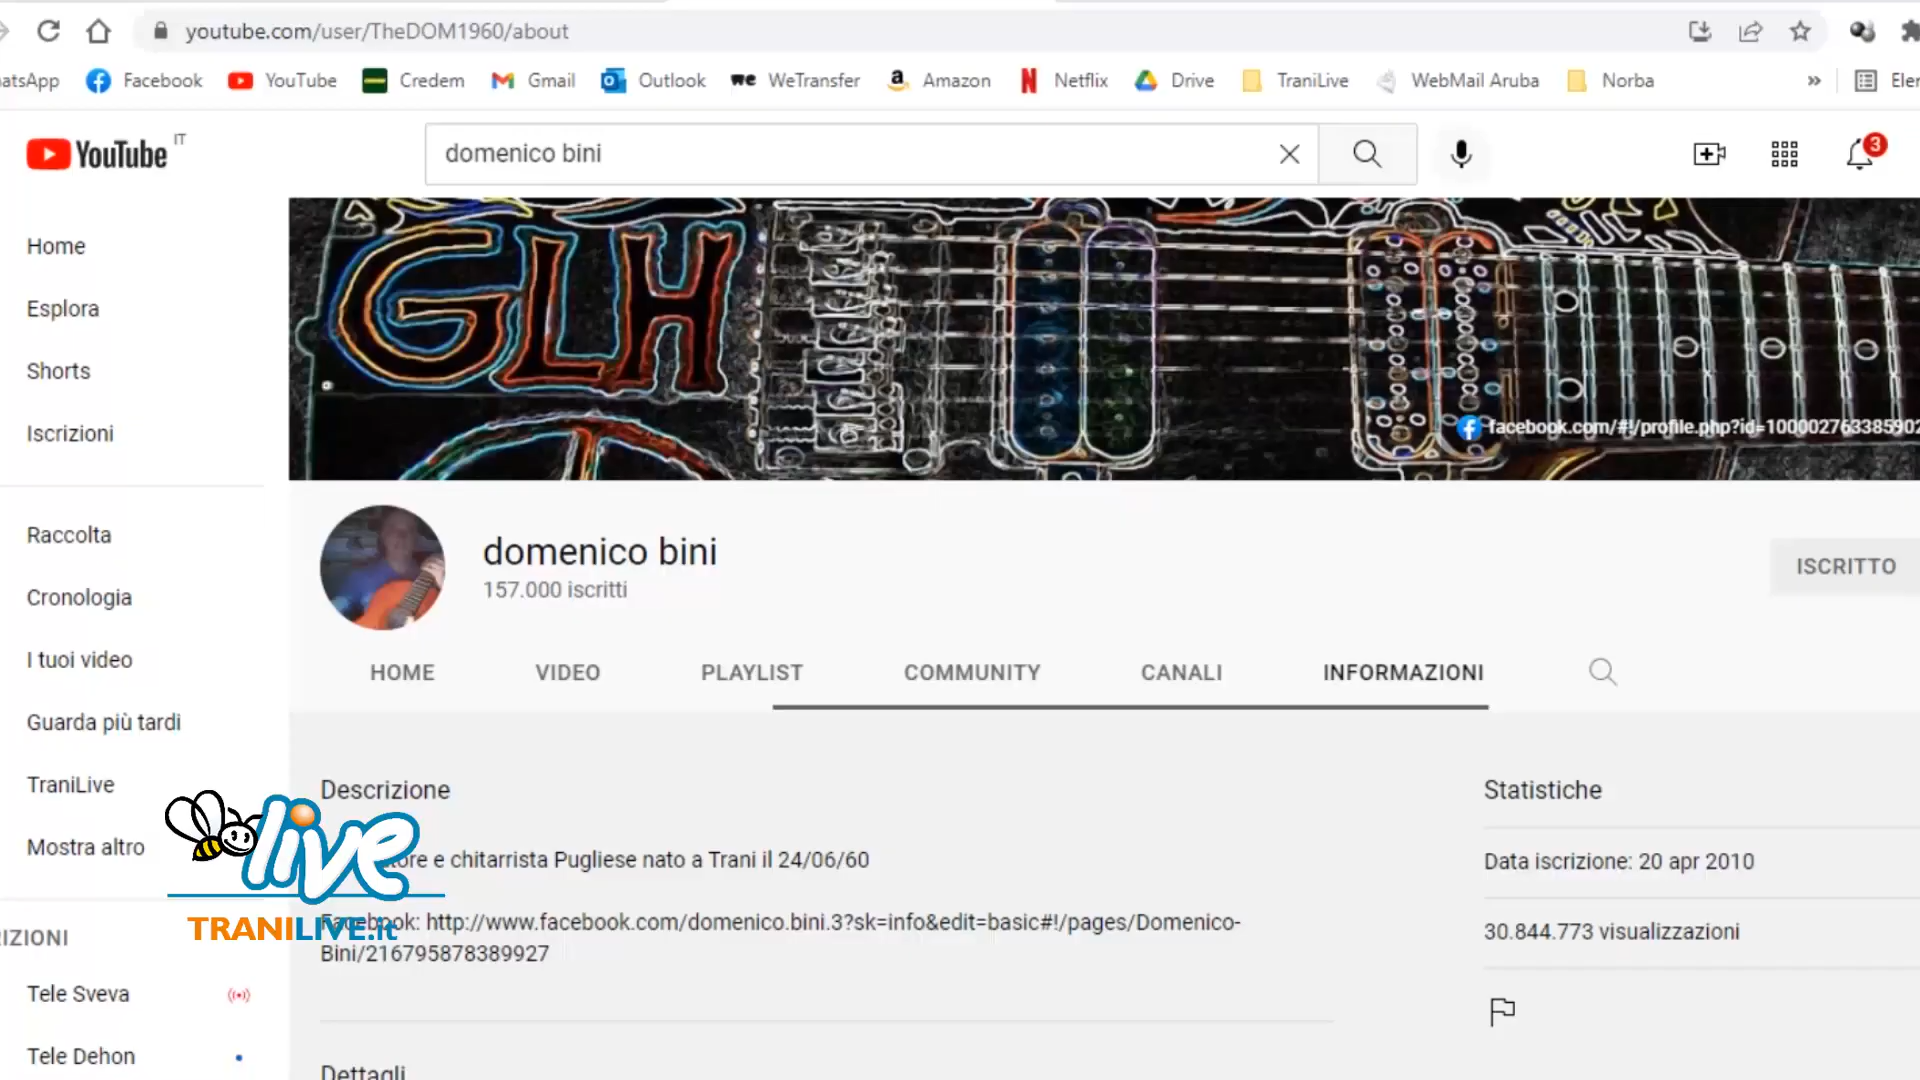 youtube.com/user/TheDOM1960/about
Facebook YouTube Credem Gmail Outlook WeTransfer Amazon Netflix Drive TraniLive WebMail Aruba Norba
YouTube IT
domenico bini
3
Home
Esplora
Shorts
Iscrizioni
Raccolta
Cronologia
I tuoi video
Guarda più tardi
TraniLive
Mostra altro
Tele Sveva
Tele Dehon
GLH
facebook.com/#!/profile.php?id=10000276338590
domenico bini
157.000 iscritti
ISCRITTO
HOME VIDEO PLAYLIST COMMUNITY CANALI INFORMAZIONI
Descrizione
e chitarrista Pugliese nato a Trani il 24/06/60
Facebook: http://www.facebook.com/domenico.bini.3?sk=info&edit=basic#!/pages/Domenico-
Bini/216795878389927
Dettagli
Statistiche
Data iscrizione: 20 apr 2010
30.844.773 visualizzazioni
live
TRANILIVE.it